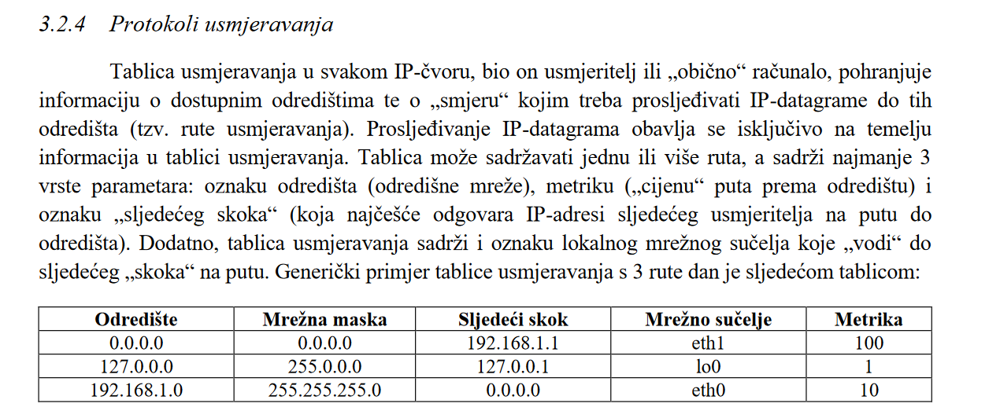 3.2.4 Protokoli usmjeravanja
Tablica usmjeravanja u svakom IP-čvoru, bio on usmjeritelj ili „obično“ računalo, pohranjuje
informaciju o dostupnim odredištima te o „smjeru“ kojim treba prosljeđivati IP-datagrame do tih
odredišta (tzv. rute usmjeravanja). Prosljeđivanje IP-datagrama obavlja se isključivo na temelju
informacija u tablici usmjeravanja. Tablica može sadržavati jednu ili više ruta, a sadrži najmanje 3
vrste parametara: oznaku odredišta (odredišne mreže), metriku („cijenu“ puta prema odredištu) i
oznaku „sljedećeg skoka“ (koja najčešće odgovara IP-adresi sljedećeg usmjeritelja na putu do
odredišta). Dodatno, tablica usmjeravanja sadrži i oznaku lokalnog mrežnog sučelja koje „vodi“ do
sljedećeg „skoka“ na putu. Generički primjer tablice usmjeravanja s 3 rute dan je sljedećom tablicom:
Odredište Mrežna maska Sljedeći skok Mrežno sučelje Metrika
0.0.0.0 0.0.0.0 192.168.1.1 eth1 100
127.0.0.0 255.0.0.0 127.0.0.1 lo0 1
192.168.1.0 255.255.255.0 0.0.0.0 eth0 10